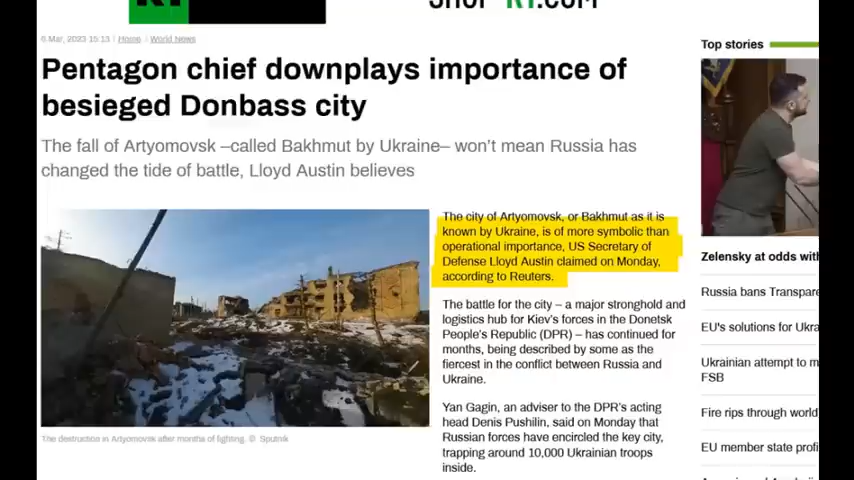 RT
SHOP RT.COM
6 Mar, 2023 15:13 | Home | World News
Pentagon chief downplays importance of
besieged Donbass city
The fall of Artyomovsk –called Bakhmut by Ukraine– won't mean Russia has
changed the tide of battle, Lloyd Austin believes
The city of Artyomovsk, or Bakhmut as it is
known by Ukraine, is of more symbolic than
operational importance, US Secretary of
Defense Lloyd Austin claimed on Monday,
according to Reuters.
The battle for the city – a major stronghold and
logistics hub for Kiev's forces in the Donetsk
People's Republic (DPR) – has continued for
months, being described by some as the
fiercest in the conflict between Russia and
Ukraine.
Yan Gagin, an adviser to the DPR's acting
head Denis Pushilin, said on Monday that
Russian forces have encircled the key city,
trapping around 10,000 Ukrainian troops
inside.
The destruction in Artyomovsk after months of fighting. © Sputnik
Top stories
Zelensky at odds with
Russia bans Transpare
EU's solutions for Ukra
Ukrainian attempt to m
FSB
Fire rips through world
EU member state profi